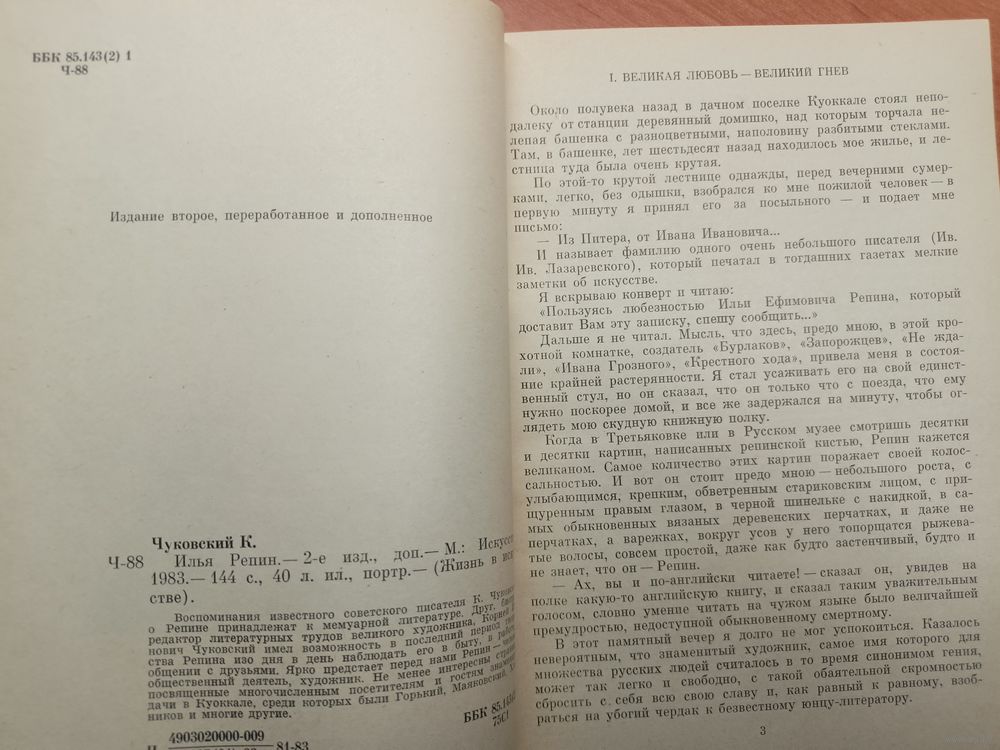 ББК 85.143(2) 1
Ч-88
Издание второе, переработанное и дополненное
Чуковский К.
Ч-88 Илья Репин.— 2-е изд., доп.— М.: Искусс
1983.— 144 с., 40 л. ил., портр.— (Жизнь в иск
стве).
Воспоминания известного советского писателя К. Чуков
о Репине принадлежат к мемуарной литературе. Друг,
редактор литературных трудов великого художника, Корней
нович Чуковский имел возможность в последний период
ства Репина изо дня в день наблюдать его в быту, в работе
общении с друзьями. Ярко предстает перед нами Репин —
общественный деятель, художник. Не менее интересны
посвященные многочисленным посетителям и гостям
дачи в Куоккале, среди которых были Горький, Маяковский,
ников и многие другие.
4903020000-009
81-83
ББК 85.143
75С1
I. ВЕЛИКАЯ ЛЮБОВЬ — ВЕЛИКИЙ ГНЕВ
Около полувека назад в дачном поселке Куоккале стоял непо-
далеку от станции деревянный домишко, над которым торчала не-
лепая башенка с разноцветными, наполовину разбитыми стеклами.
Там, в башенке, лет шестьдесят назад находилось мое жилье, и ле-
стница туда была очень крутая.
По этой-то крутой лестнице однажды, перед вечерними сумер-
ками, легко, без одышки, взобрался ко мне пожилой человек — в
первую минуту я принял его за посыльного — и подает мне
письмо:
— Из Питера, от Ивана Ивановича...
И называет фамилию одного очень небольшого писателя (Ив.
Ив. Лазаревского), который печатал в тогдашних газетах мелкие
заметки об искусстве.
Я вскрываю конверт и читаю:
«Пользуясь любезностью Ильи Ефимовича Репина, который
доставит Вам эту записку, спешу сообщить...»
Дальше я не читал. Мысль, что здесь, предо мною, в этой кро-
хотной комнатке, создатель «Бурлаков», «Запорожцев», «Не жда-
ли», «Ивана Грозного», «Крестного хода», привела меня в состоя-
ние крайней растерянности. Я стал усаживать его на свой единст-
венный стул, но он сказал, что он только что с поезда, что ему
нужно поскорее домой, и все же задержался на минуту, чтобы ог-
лядеть мою скудную книжную полку.
Когда в Третьяковке или в Русском музее смотришь десятки
и десятки картин, написанных репинской кистью, Репин кажется
великаном. Самое количество этих картин поражает своей колос-
сальностью. И вот он стоит предо мною — небольшого роста, с
улыбающимся, крепким, обветренным стариковским лицом, с при-
щуренным правым глазом, в черной шинельке с накидкой, в са-
мых обыкновенных вязаных деревенских перчатках, и даже не
перчатках, а варежках, вокруг усов у него топорщатся рыжева-
тые волосы, совсем простой, даже как будто застенчивый, будто и
не знает, что он — Репин.
— Ах, вы и по-английски читаете! — сказал он, увидев на
полке какую-то английскую книгу, и сказал таким уважительным
голосом, словно умение читать на чужом языке было величайшей
премудростью, недоступной обыкновенному смертному.
В этот памятный вечер я долго не мог успокоиться. Казалось
невероятным, что знаменитый художник, самое имя которого для
множества русских людей считалось в то время синонимом гения,
может так легко и свободно, с такой обаятельной скромностью
сбросить с себя всю свою славу и, как равный к равному, взоб-
раться на убогий чердак к безвестному юнцу-литератору.
3